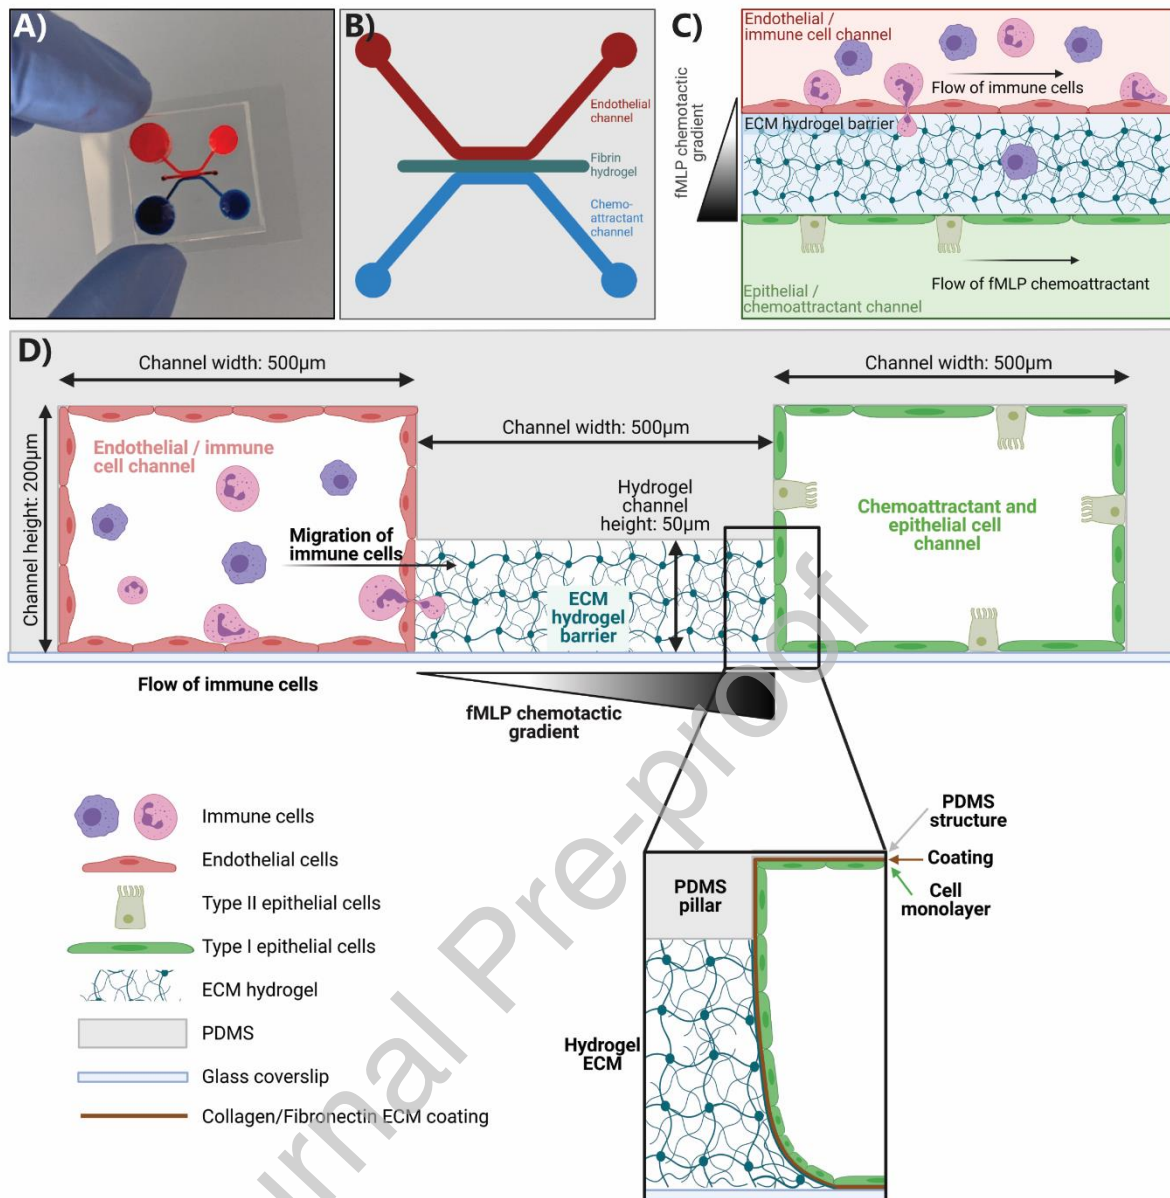 A)
B)
Endothelial
channel
Fibrin
hydrogel
Chemo-
attractant
channel
C)
Endothelial /
immune cell channel
Flow of immune cells
ECM hydrogel barrier
fMLP chemotactic
gradient
Flow of fMLP chemoattractant
Epithelial /
chemoattractant channel
D)
Channel width: 500µm
Channel width: 500µm
Channel width: 500µm
Channel height: 200µm
Endothelial / immune
cell channel
Migration of
immune cells
Hydrogel
channel
height: 50µm
ECM
hydrogel
barrier
Chemoattractant and
epithelial cell
channel
Flow of immune cells
fMLP chemotactic
gradient
Immune cells
Endothelial cells
Type II epithelial cells
Type I epithelial cells
ECM hydrogel
PDMS
Glass coverslip
Collagen/Fibronectin ECM coating
PDMS
structure
Coating
Cell
monolayer
PDMS
pillar
Hydrogel
ECM
urnal Pre-proof